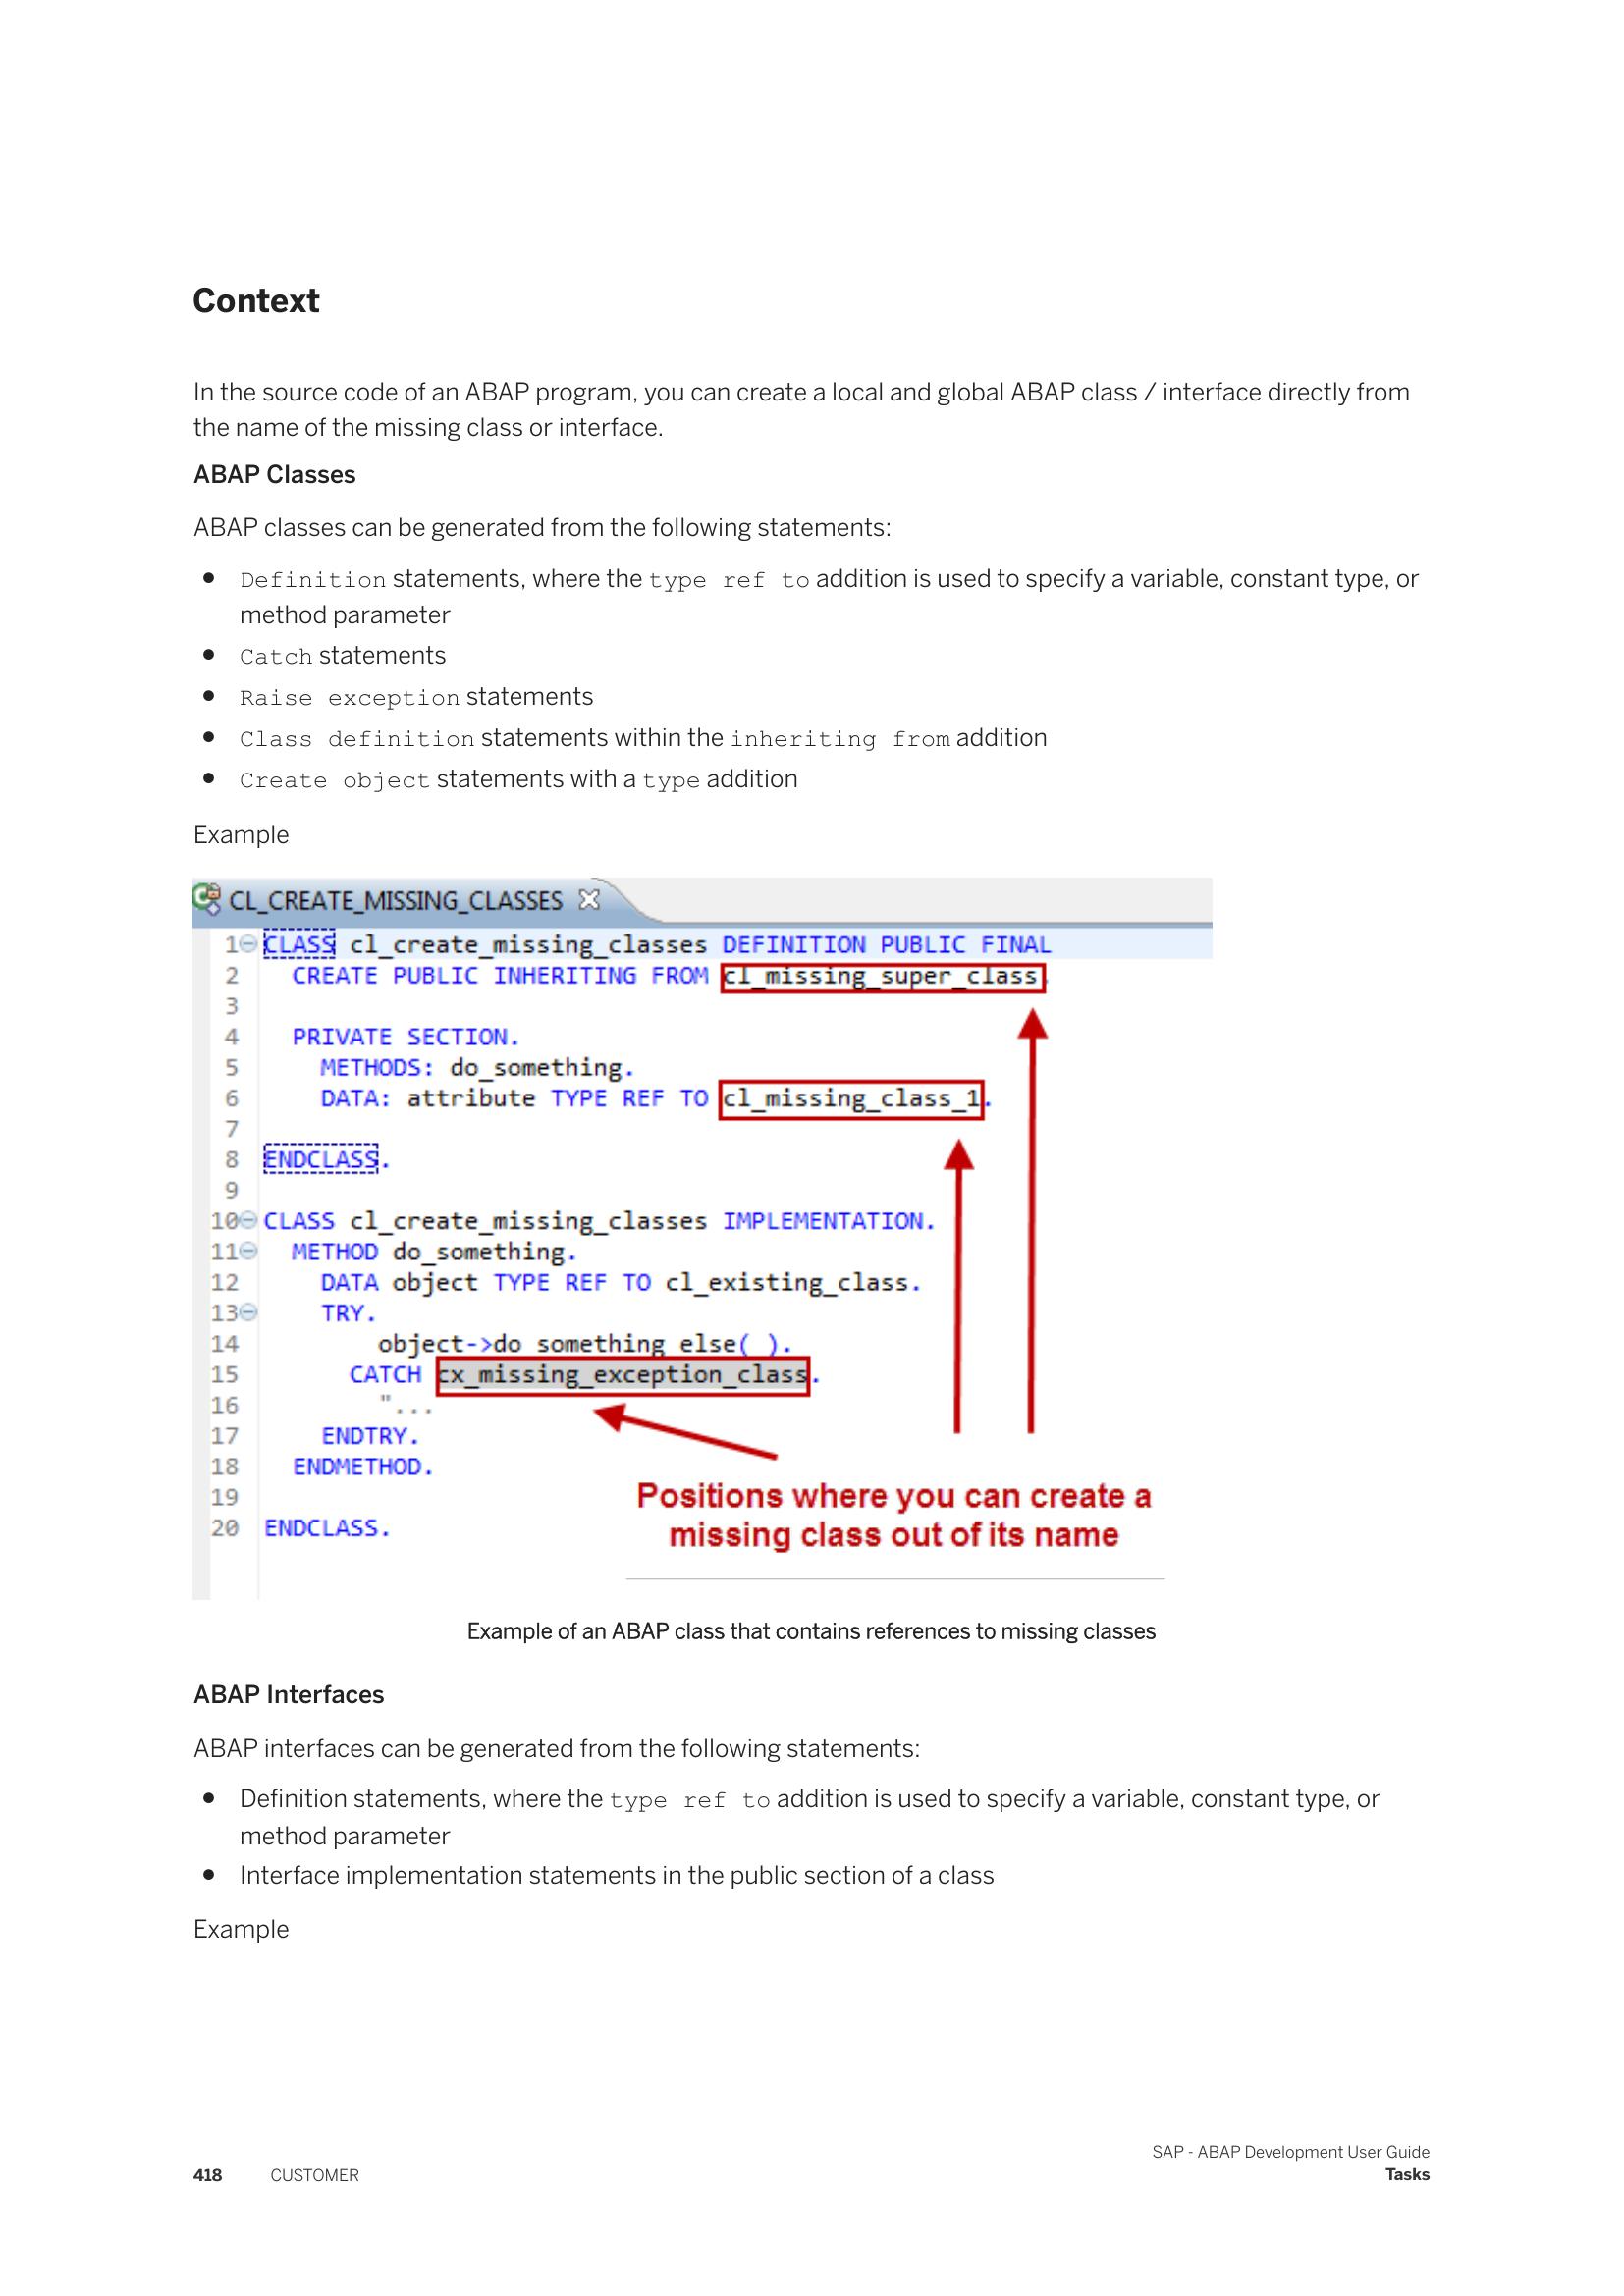 Context
In the source code of an ABAP program, you can create a local and global ABAP class / interface directly from
the name of the missing class or interface.
ABAP Classes
ABAP classes can be generated from the following statements:
● Definition statements, where the type ref to addition is used to specify a variable, constant type, or
method parameter
● Catch statements
● Raise exception statements
● Class definition statements within the inheriting from addition
● Create object statements with a type addition
Example
CL_CREATE_MISSING_CLASSES
1 CLASS cl_create_missing_classes DEFINITION PUBLIC FINAL
2 CREATE PUBLIC INHERITING FROM cl_missing_super_class.
3
4 PRIVATE SECTION.
5 METHODS: do_something.
6 DATA: attribute TYPE REF TO cl_missing_class_1.
7
8 ENDCLASS.
9
10 CLASS cl_create_missing_classes IMPLEMENTATION.
11 METHOD do_something.
12 DATA object TYPE REF TO cl_existing_class.
13 TRY.
14 object->do_something_else( ).
15 CATCH cx_missing_exception_class.
16 "...
17 ENDTRY.
18 ENDMETHOD.
19
20 ENDCLASS.
Positions where you can create a
missing class out of its name
Example of an ABAP class that contains references to missing classes
ABAP Interfaces
ABAP interfaces can be generated from the following statements:
● Definition statements, where the type ref to addition is used to specify a variable, constant type, or
method parameter
● Interface implementation statements in the public section of a class
Example
SAP - ABAP Development User Guide
418 CUSTOMER Tasks